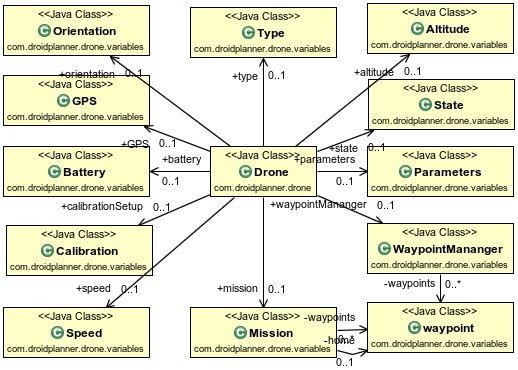 <<Java Class>>
Orientation
com.droidplanner.drone.variables
<<Java Class>>
Type
com.droidplanner.drone.variables
<<Java Class>>
Altitude
com.droidplanner.drone.variables
+orientation 0..1
+type 0..1
+altitude 0..1
<<Java Class>>
GPS
com.droidplanner.drone.variables
<<Java Class>>
State
com.droidplanner.drone.variables
+GPS 0..1
+state 0..1
<<Java Class>>
Battery
com.droidplanner.drone.variables
+battery
0..1
<<Java Class>>
Drone
com.droidplanner.drone
+parameters
0..1
<<Java Class>>
Parameters
com.droidplanner.drone.variables
+calibrationSetup 0..1
+waypointMananger 0..1
<<Java Class>>
Calibration
com.droidplanner.drone.variables
<<Java Class>>
WaypointMananger
com.droidplanner.drone.variables
+speed 0..1
+mission 0..1
-waypoints 0..*
<<Java Class>>
Speed
com.droidplanner.drone.variables
<<Java Class>>
Mission
com.droidplanner.drone.variables
-waypoints
0..*
-home
0..1
<<Java Class>>
waypoint
com.droidplanner.drone.variables